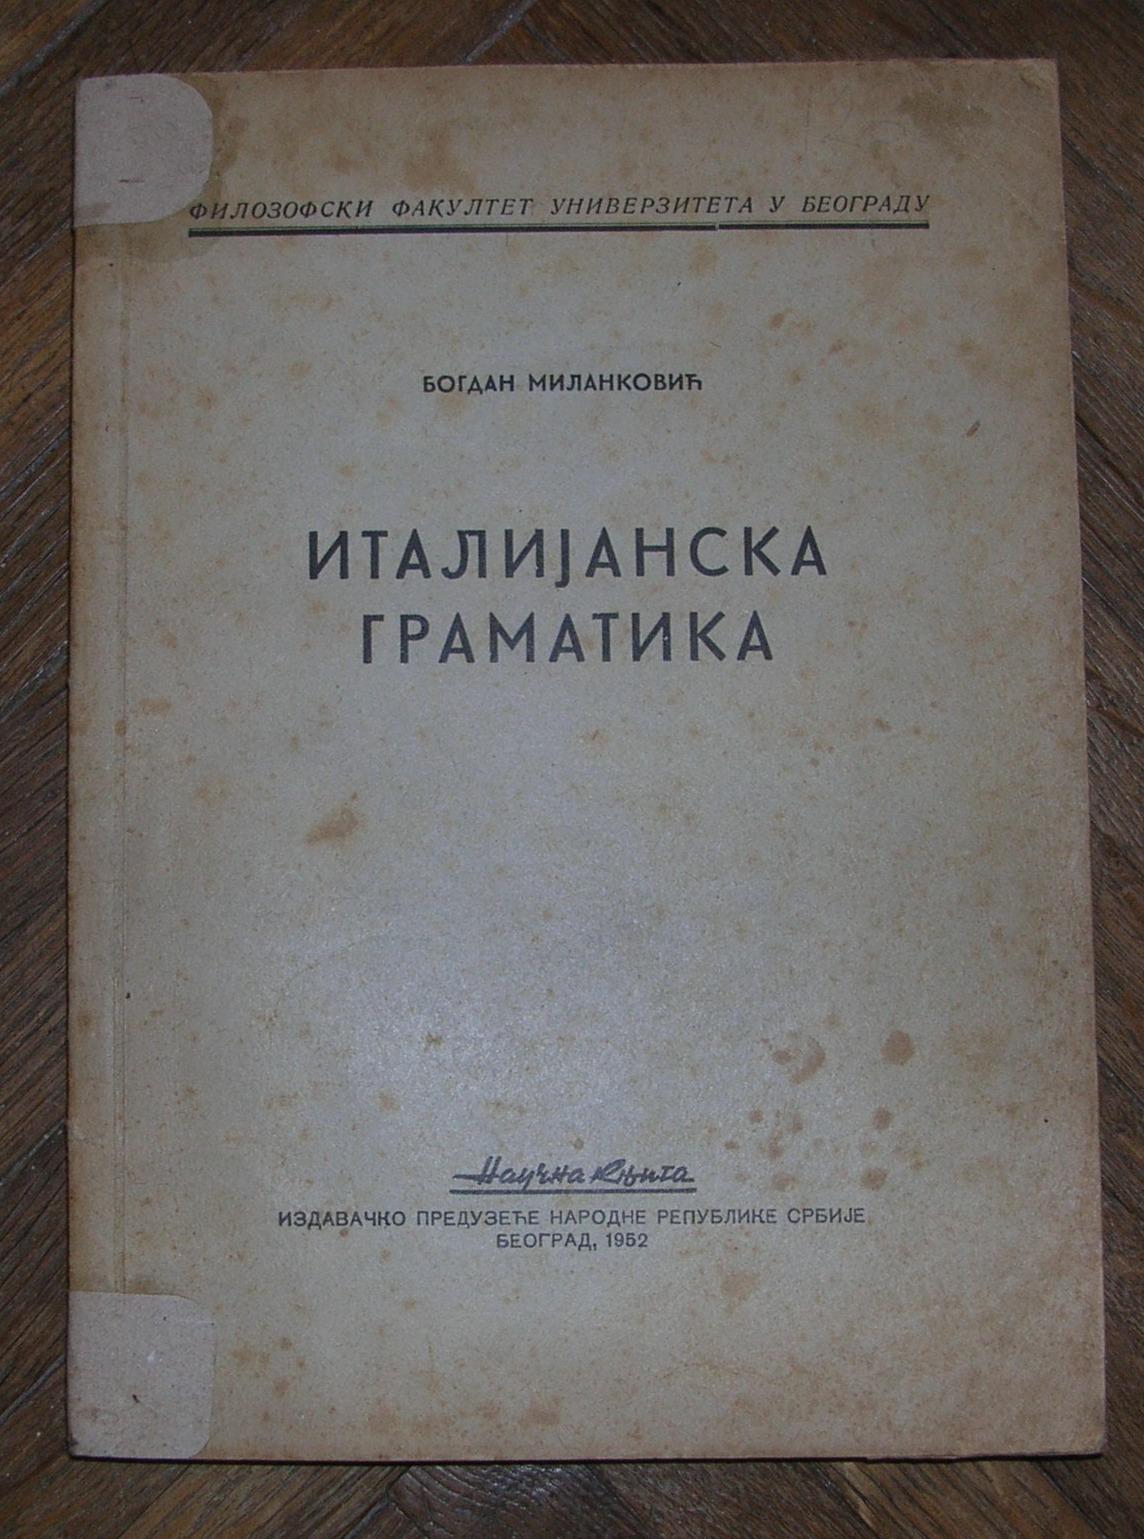 ФИЛОЗОФСКИ ФАКУЛТЕТ УНИВЕРЗИТЕТА У БЕОГРАДУ
БОГДАН МИЛАНКОВИЋ
ИТАЛИЈАНСКА
ГРАМАТИКА
Научна књига
ИЗДАВАЧКО ПРЕДУЗЕЋЕ НАРОДНЕ РЕПУБЛИКЕ СРБИЈЕ
БЕОГРАД, 1952